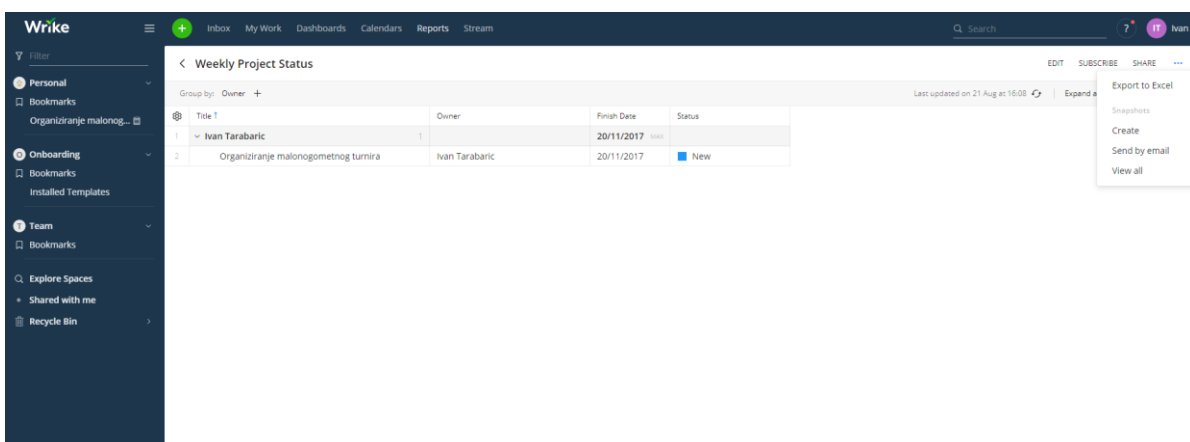 Wrike
Inbox My Work Dashboards Calendars Reports Stream Search ? IT Ivan
Filter
Personal
Bookmarks
Organiziranje malonog...
Onboarding
Bookmarks
Installed Templates
T Team
Bookmarks
Explore Spaces
Shared with me
Recycle Bin
Weekly Project Status EDIT SUBSCRIBE SHARE
Group by: Owner + Last updated on 21 Aug at 16:08 Expand a
Title Owner Finish Date Status
1 Ivan Tarabaric 1 20/11/2017 MAX
2 Organiziranje malonogometnog turnira Ivan Tarabaric 20/11/2017 New
Export to Excel
Snapshots
Create
Send by email
View all